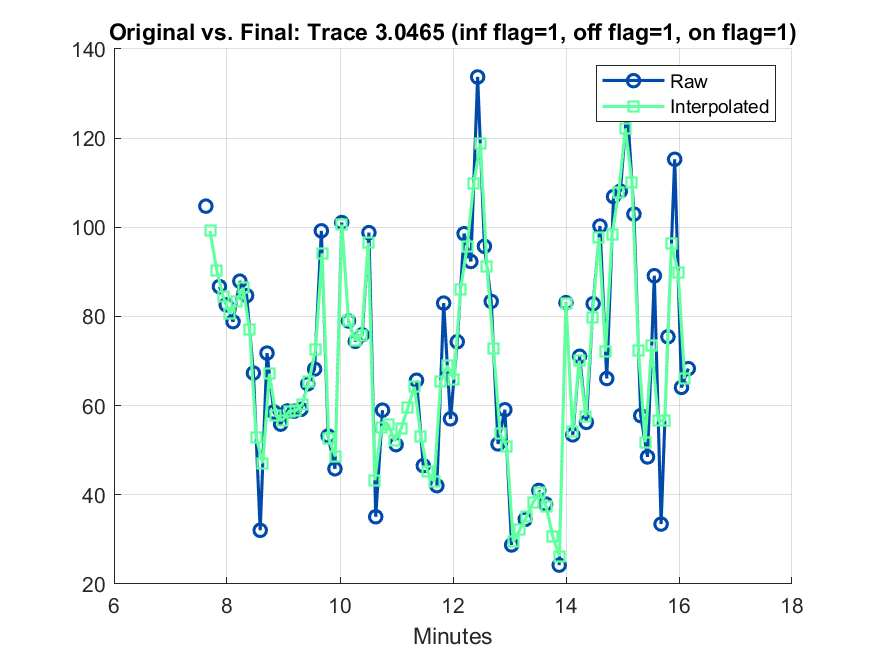 Original vs. Final: Trace 3.0465 (inf flag=1, off flag=1, on flag=1)
140
120
100
80
60
40
20
Raw
Interpolated
6 8 10 12 14 16 18
Minutes